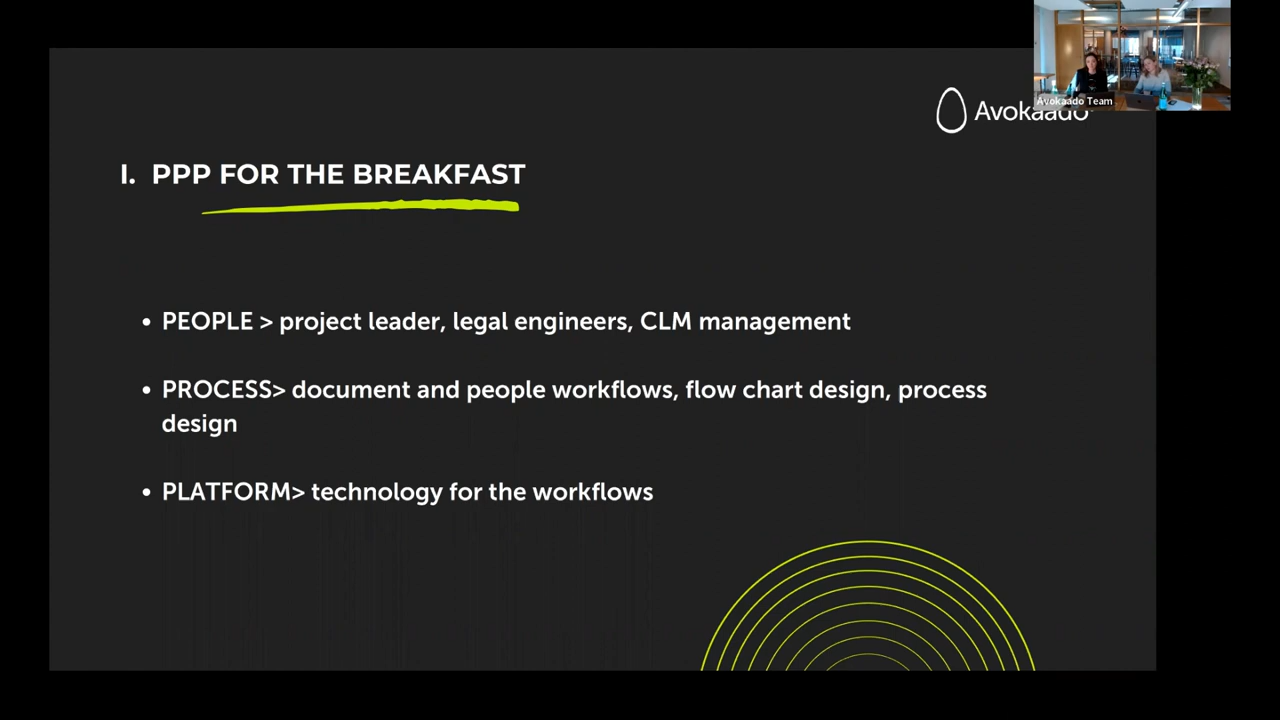 Avokaado Team
Avokaado
I. PPP FOR THE BREAKFAST
• PEOPLE > project leader, legal engineers, CLM management
• PROCESS> document and people workflows, flow chart design, process
design
• PLATFORM> technology for the workflows